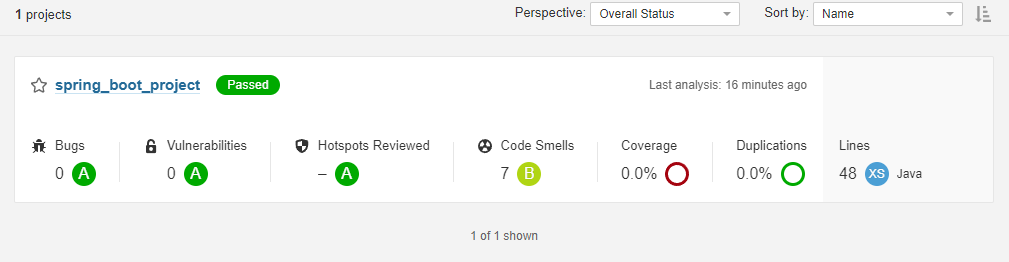 1 projects
Perspective: Overall Status Sort by: Name
spring_boot_project Passed Last analysis: 16 minutes ago
Bugs Vulnerabilities Hotspots Reviewed Code Smells Coverage Duplications Lines
0 A 0 A – A 7 B 0.0% 0.0% 48 XS Java
1 of 1 shown